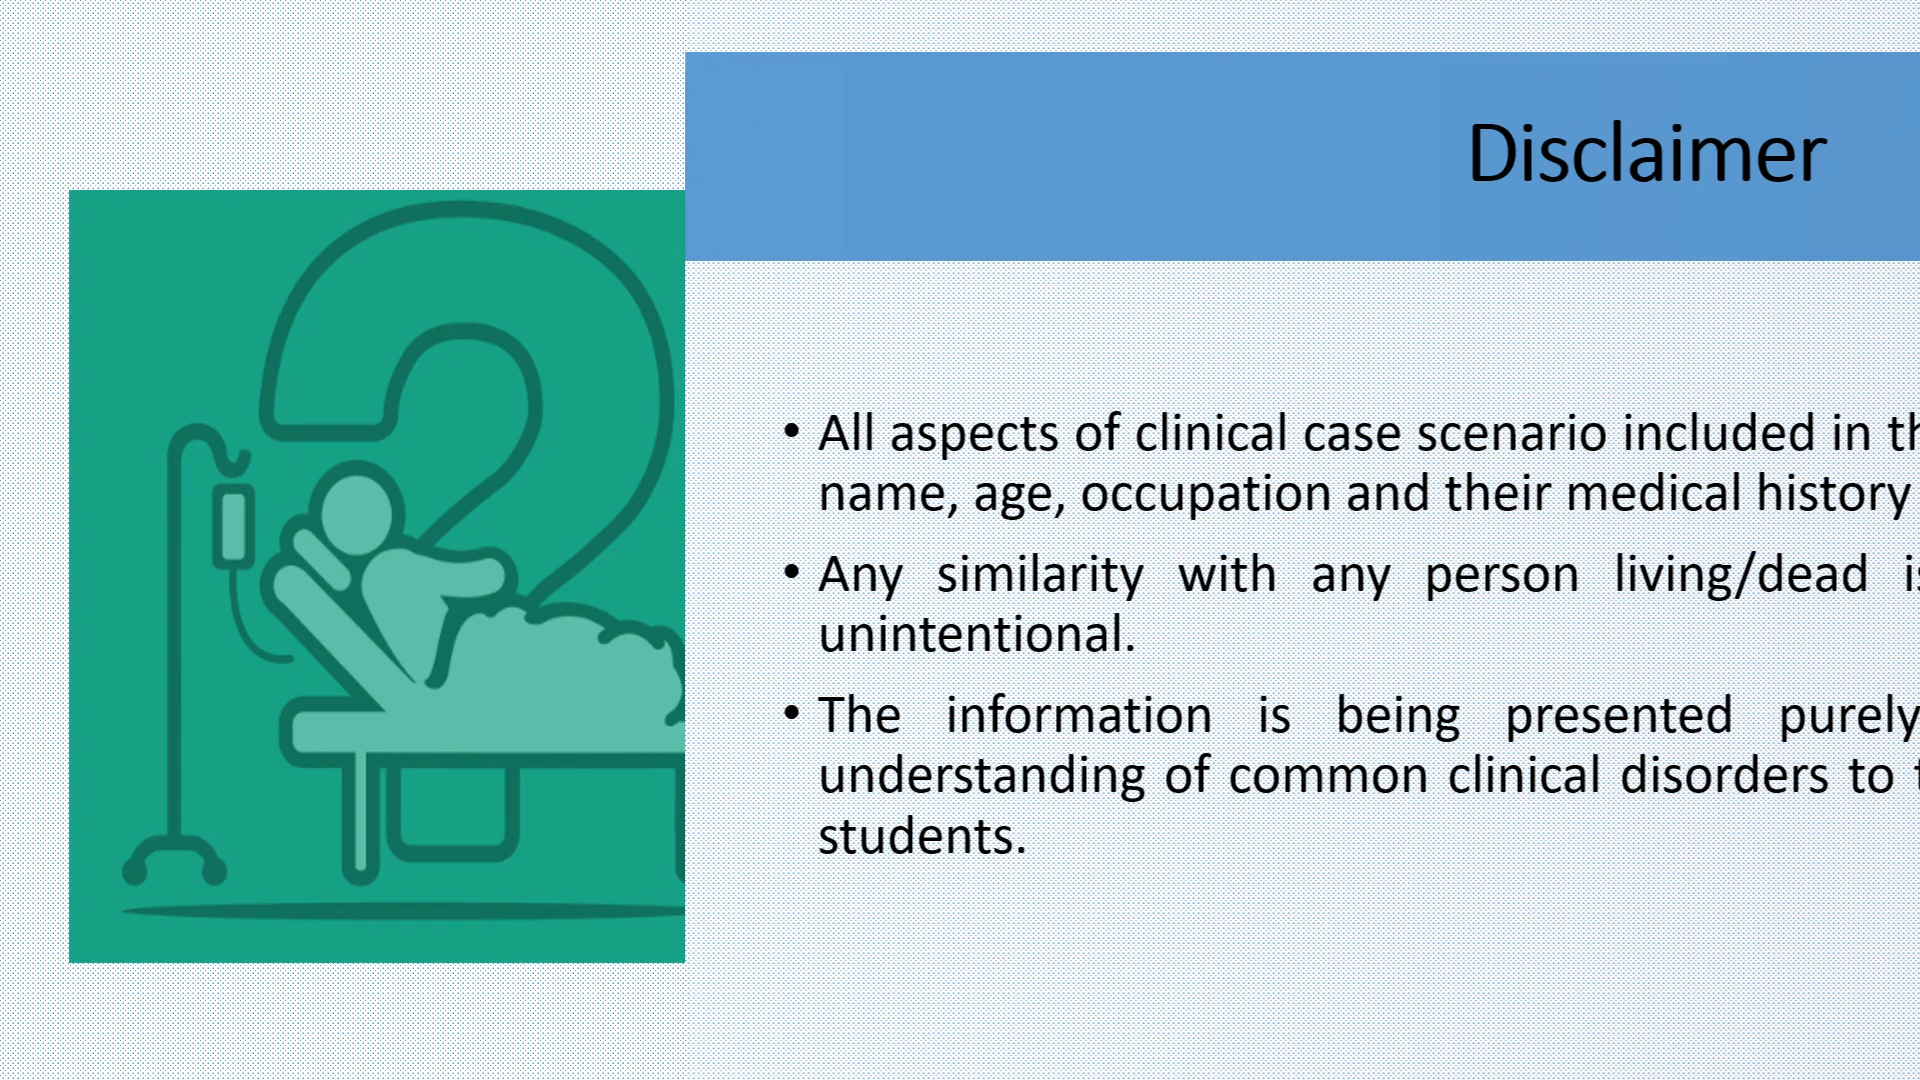 Disclaimer
• All aspects of clinical case scenario included in
name, age, occupation and their medical history
• Any similarity with any person living/dead
unintentional.
• The information is being presented purely
understanding of common clinical disorders to
students.